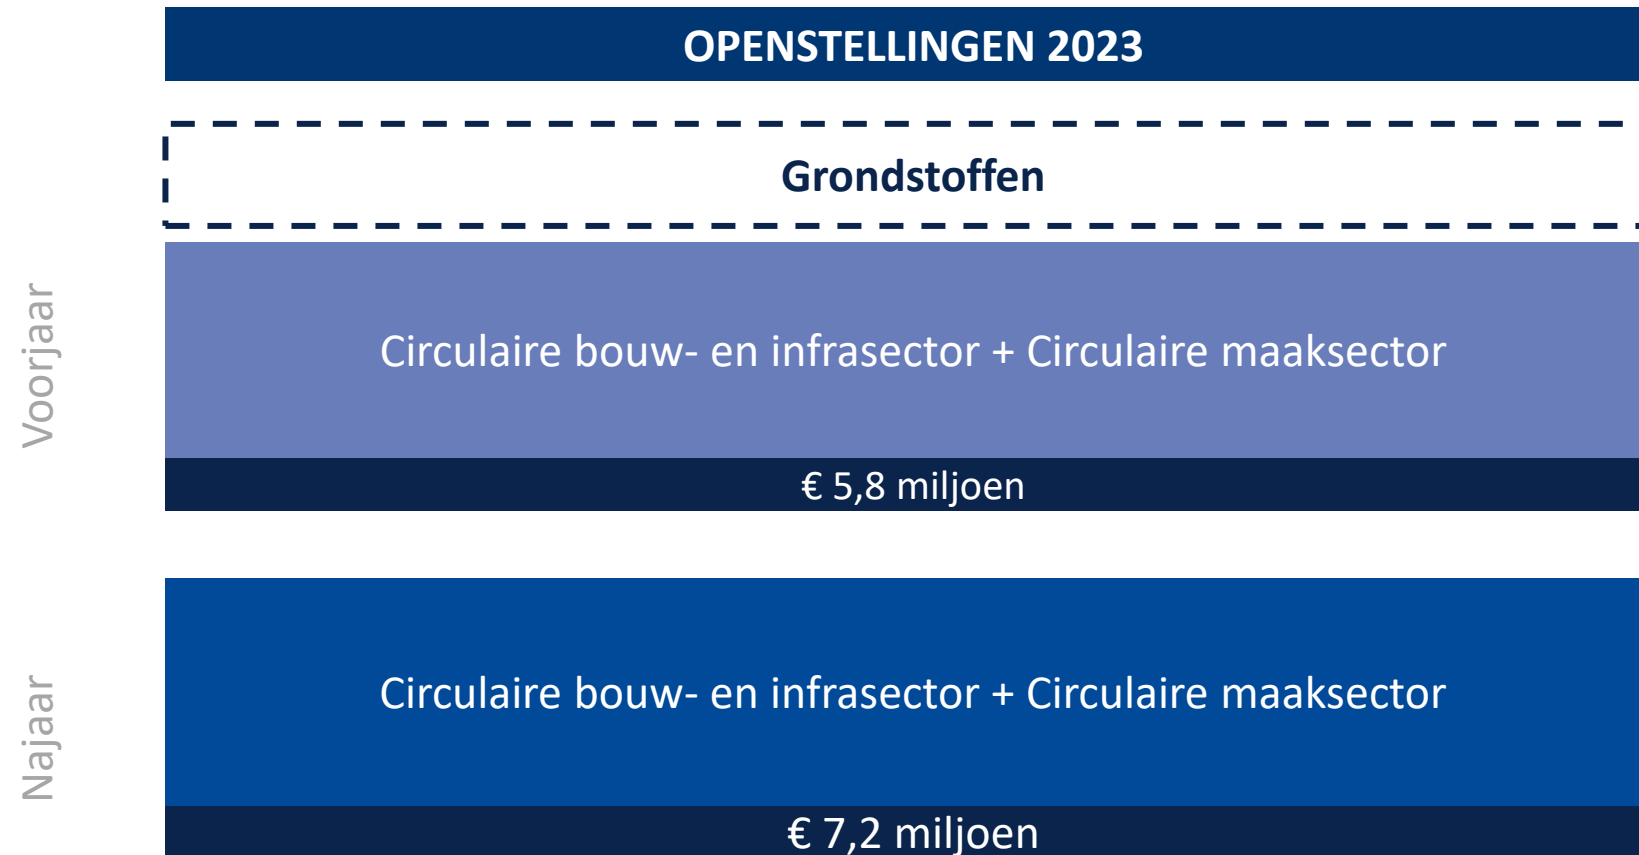 OPENSTELLINGEN 2023
Grondstoffen
Voorjaar
Circulaire bouw- en infrasector + Circulaire maaksector
€ 5,8 miljoen
Najaar
Circulaire bouw- en infrasector + Circulaire maaksector
€ 7,2 miljoen